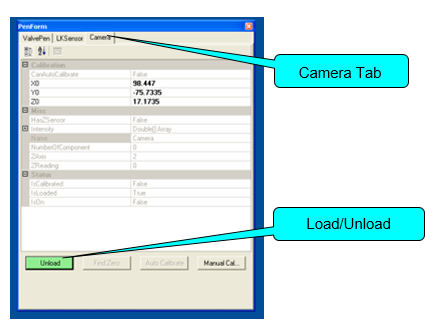 PenForm
ValvePen LKSensor Camera
Calibration
CanAutoCalibrate False
X0 98.447
Y0 -75.7335
Z0 17.1735
Misc
HasZSensor False
Intensity Double[] Array
Name Camera
NumberOfComponent 0
ZAxis 2
ZReading 0
Status
IsCalibrated False
IsLoaded True
IsOn False
Unload Find Zero Auto Calibrate Manual Cal...
Camera Tab
Load/Unload